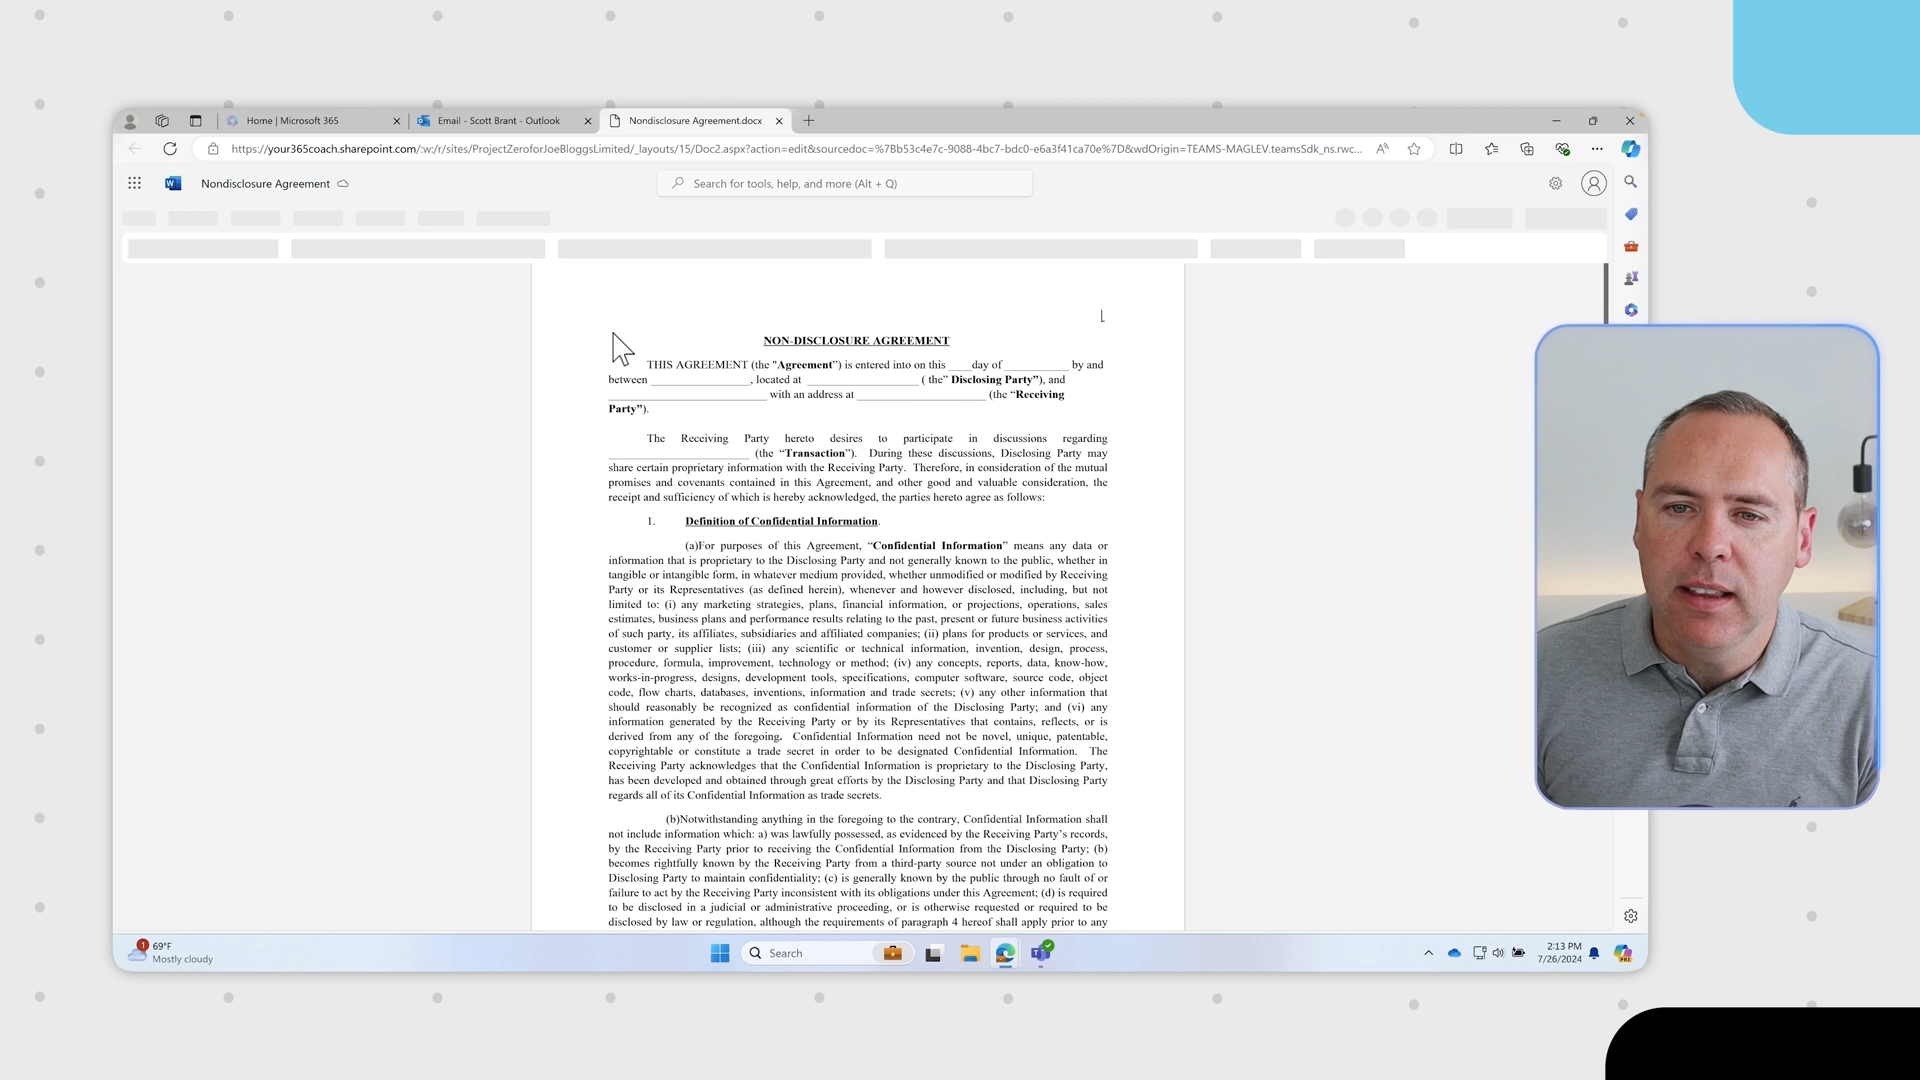 Home | Microsoft 365
Email - Scott Brant - Outlook
Nondisclosure Agreement.docx
https://your365coach.sharepoint.com/:w:/r/sites/ProjectZeroforJoeBloggsLimited/_layouts/15/Doc2.aspx?action=edit&sourcedoc=%7Bb53c4e7c-9088-4bc7-bdc0-e6a3f41ca70e%7D&wdOrigin=TEAMS-MAGLEV.teamsSdk_ns.rwc...
Nondisclosure Agreement
Search for tools, help, and more (Alt + Q)
NON-DISCLOSURE AGREEMENT
THIS AGREEMENT (the "Agreement") is entered into on this ____day of ___________ by and
between _________________, located at ___________________ ( the” Disclosing Party”), and
___________________________ with an address at ______________________ (the “Receiving
Party”).
The Receiving Party hereto desires to participate in discussions regarding
________________________ (the “Transaction”). During these discussions, Disclosing Party may
share certain proprietary information with the Receiving Party. Therefore, in consideration of the mutual
promises and covenants contained in this Agreement, and other good and valuable consideration, the
receipt and sufficiency of which is hereby acknowledged, the parties hereto agree as follows:
1. Definition of Confidential Information.
(a)For purposes of this Agreement, “Confidential Information” means any data or
information that is proprietary to the Disclosing Party and not generally known to the public, whether in
tangible or intangible form, in whatever medium provided, whether unmodified or modified by Receiving
Party or its Representatives (as defined herein), whenever and however disclosed, including, but not
limited to: (i) any marketing strategies, plans, financial information, or projections, operations, sales
estimates, business plans and performance results relating to the past, present or future business activities
of such party, its affiliates, subsidiaries and affiliated companies; (ii) plans for products or services, and
customer or supplier lists; (iii) any scientific or technical information, invention, design, process,
procedure, formula, improvement, technology or method; (iv) any concepts, reports, data, know-how,
works-in-progress, designs, development tools, specifications, computer software, source code, object
code, flow charts, databases, inventions, information and trade secrets; (v) any other information that
should reasonably be recognized as confidential information of the Disclosing Party; and (vi) any
information generated by the Receiving Party or by its Representatives that contains, reflects, or is
derived from any of the foregoing. Confidential Information need not be novel, unique, patentable,
copyrightable or constitute a trade secret in order to be designated Confidential Information. The
Receiving Party acknowledges that the Confidential Information is proprietary to the Disclosing Party,
has been developed and obtained through great efforts by the Disclosing Party and that Disclosing Party
regards all of its Confidential Information as trade secrets.
(b)Notwithstanding anything in the foregoing to the contrary, Confidential Information shall
not include information which: a) was lawfully possessed, as evidenced by the Receiving Party’s records,
by the Receiving Party prior to receiving the Confidential Information from the Disclosing Party; (b)
becomes rightfully known by the Receiving Party from a third-party source not under an obligation to
Disclosing Party to maintain confidentiality; (c) is generally known by the public through no fault of or
failure to act by the Receiving Party inconsistent with its obligations under this Agreement; (d) is required
to be disclosed in a judicial or administrative proceeding, or is otherwise requested or required to be
disclosed by law or regulation, although the requirements of paragraph 4 hereof shall apply prior to any
1
69°F
Mostly cloudy
Search
2:13 PM
7/26/2024
PRE